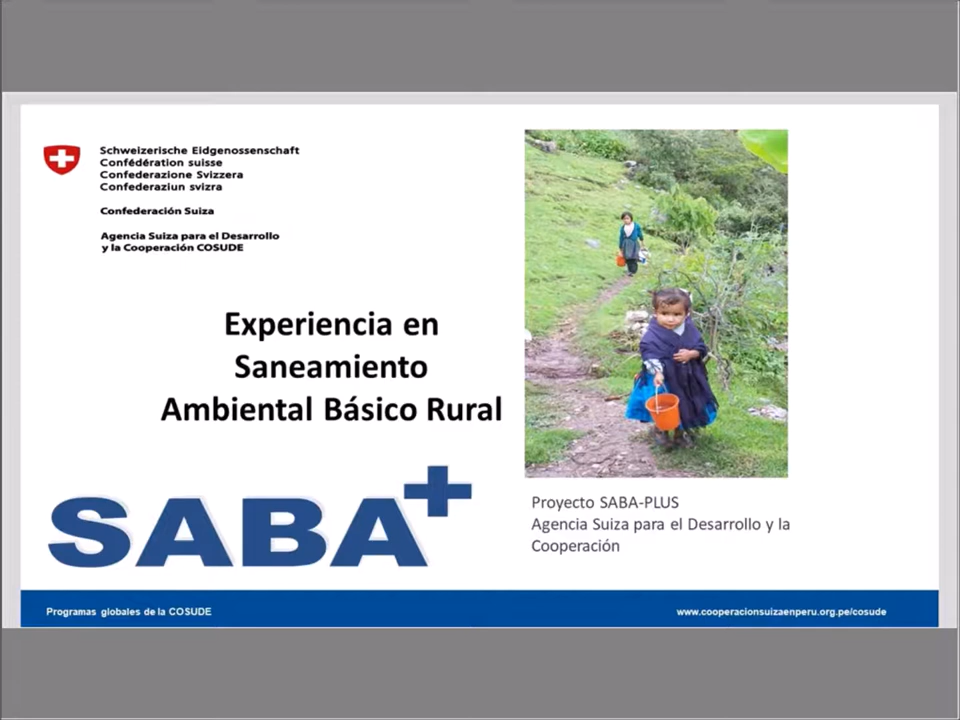 Schweizerische Eidgenossenschaft
Confédération suisse
Confederazione Svizzera
Confederaziun svizra
Confederación Suiza
Agencia Suiza para el Desarrollo
y la Cooperación COSUDE
Experiencia en
Saneamiento
Ambiental Básico Rural
SABA+
Proyecto SABA-PLUS
Agencia Suiza para el Desarrollo y la
Cooperación
Programas globales de la COSUDE
www.cooperacionsuizaenperu.org.pe/cosude